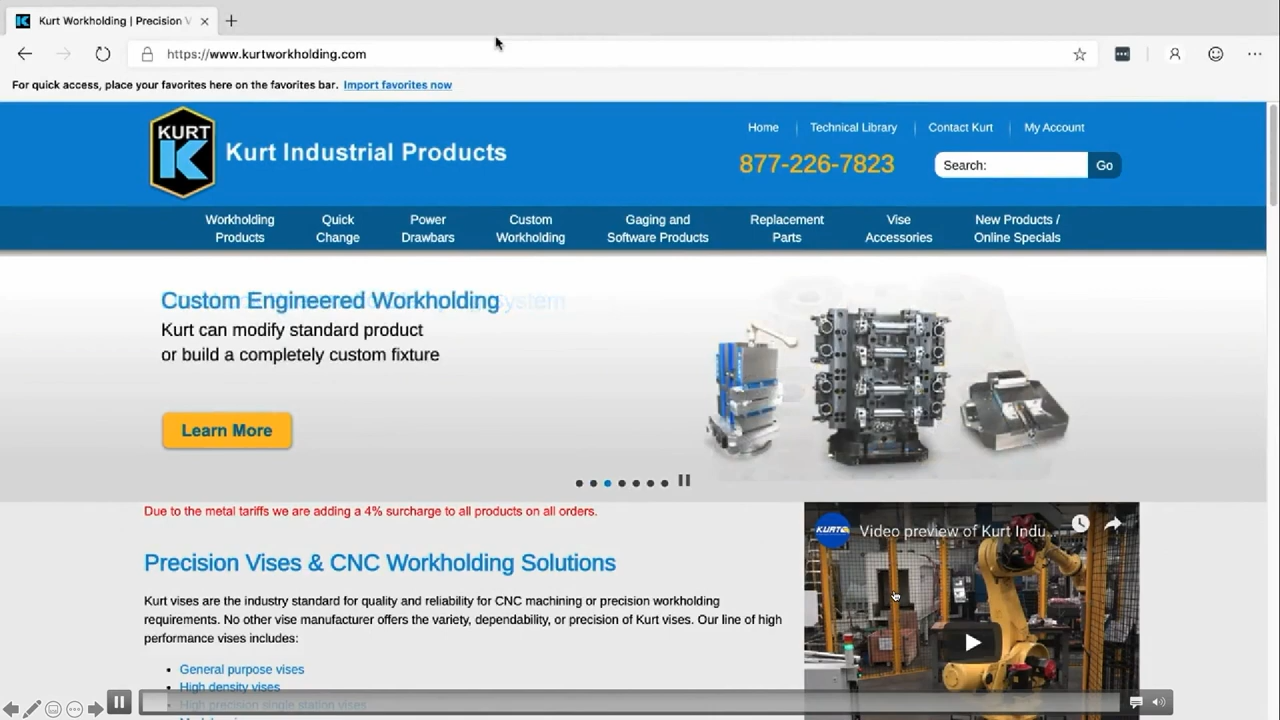 Kurt Workholding | Precision V
https://www.kurtworkholding.com
For quick access, place your favorites here on the favorites bar. Import favorites now
KURT
K
Kurt Industrial Products
Home
Technical Library
Contact Kurt
My Account
877-226-7823
Search:
Go
Workholding
Products
Quick
Change
Power
Drawbars
Custom
Workholding
Gaging and
Software Products
Replacement
Parts
Vise
Accessories
New Products /
Online Specials
Custom Engineered Workholding
system
Kurt can modify standard product
or build a completely custom fixture
Learn More
Due to the metal tariffs we are adding a 4% surcharge to all products on all orders.
KURT
Video preview of Kurt Indu...
Precision Vises & CNC Workholding Solutions
Kurt vises are the industry standard for quality and reliability for CNC machining or precision workholding
requirements. No other vise manufacturer offers the variety, dependability, or precision of Kurt vises. Our line of high
performance vises includes:
General purpose vises
High density vises
High precision single station vises